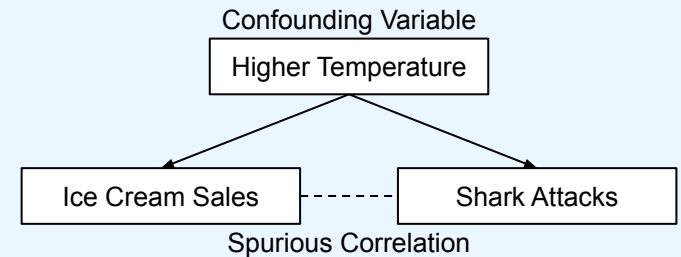 Confounding Variable
Higher Temperature
Ice Cream Sales
Shark Attacks
Spurious Correlation